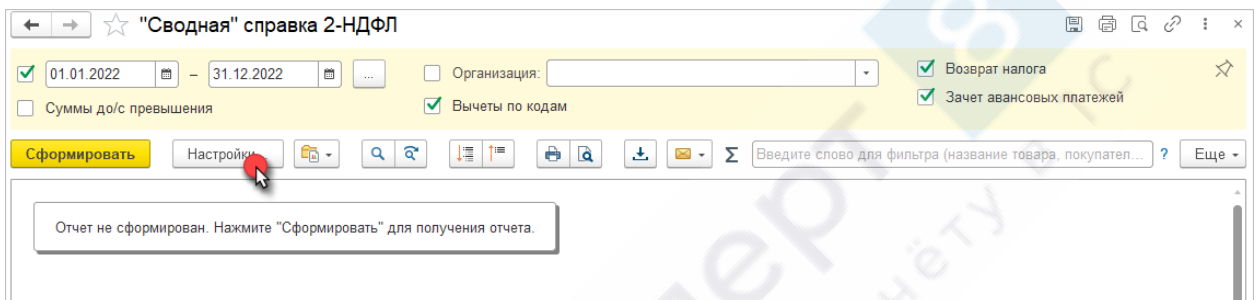 "Сводная" справка 2-НДФЛ
01.01.2022 – 31.12.2022 ... Организация: Возврат налога
Суммы до/с превышения Вычеты по кодам Зачет авансовых платежей
Сформировать Настройки... Σ Введите слово для фильтра (название товара, покупател... ? Еще
Отчет не сформирован. Нажмите "Сформировать" для получения отчета.